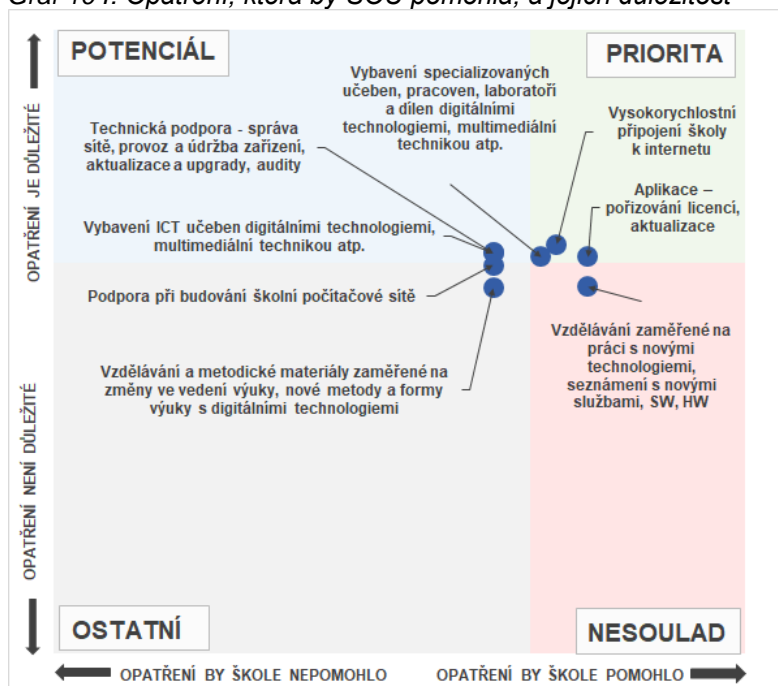 Graf 194: Opatření, která by SOŠ pomohla, a jejich důležitost
POTENCIÁL
PRIORITA
Vybavení specializovaných
učeben, pracoven, laboratoří
a dílen digitálními
technologiemi, multimediální
technikou atp.
Vysokorychlostní
připojení školy
k internetu
Technická podpora - správa
sítě, provoz a údržba zařízení,
aktualizace a upgrady, audity
Aplikace –
pořizování licencí,
aktualizace
Vybavení ICT učeben digitálními technologiemi,
multimediální technikou atp.
Podpora při budování školní počítačové sítě
Vzdělávání zaměřené na
práci s novými
technologiemi,
seznámení s novými
službami, SW, HW
Vzdělávání a metodické materiály zaměřené na
změny ve vedení výuky, nové metody a formy
výuky s digitálními technologiemi
OSTATNÍ
NESOULAD
OPATŘENÍ JE DŮLEŽITÉ
OPATŘENÍ NENÍ DŮLEŽITÉ
OPATŘENÍ BY ŠKOLE NEPOMOHLO
OPATŘENÍ BY ŠKOLE POMOHLO